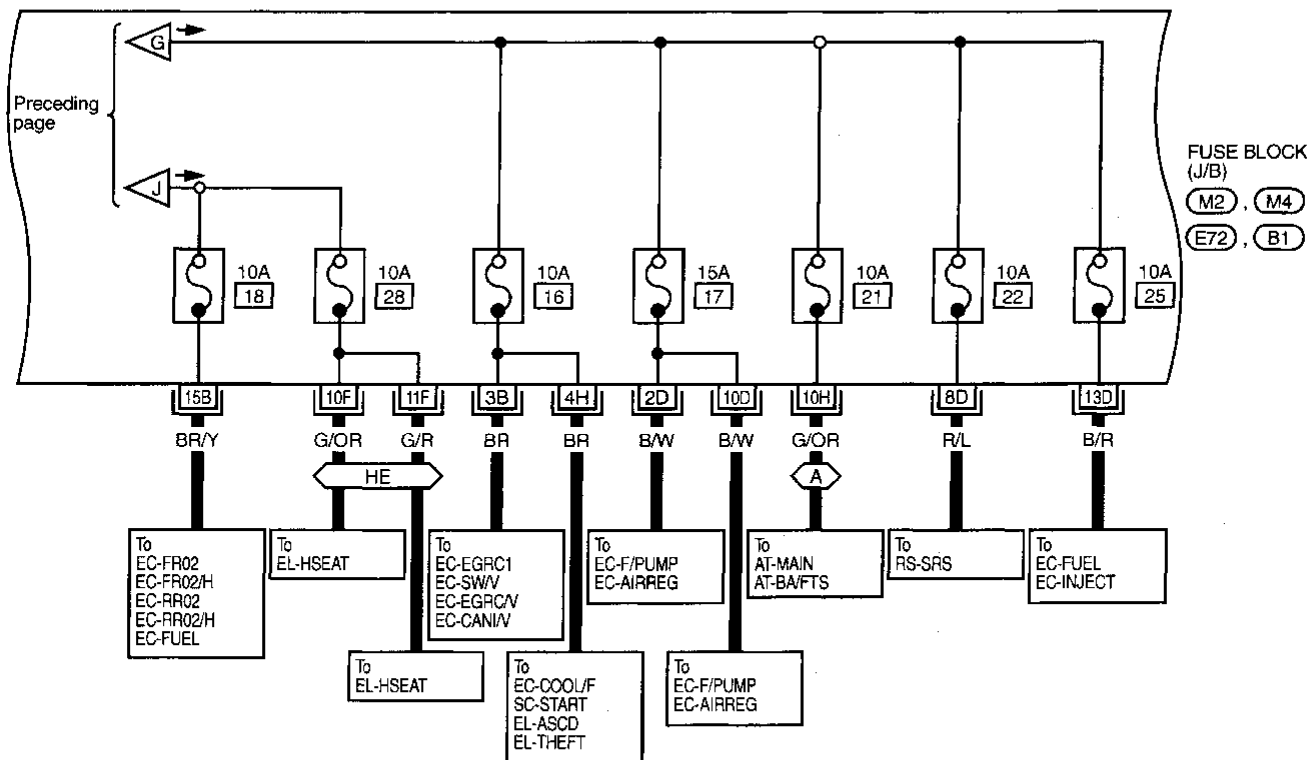 G
Preceding
page
J
FUSE BLOCK
(J/B)
M2 , M4
E72 , B1
10A 18
10A 28
10A 16
15A 17
10A 21
10A 22
10A 25
15B 10F 11F 3B 4H 2D 10D 10H 8D 13D
BR/Y G/OR G/R BR BR B/W B/W G/OR R/L B/R
HE
A
To
EC-FR02
EC-FR02/H
EC-RR02
EC-RR02/H
EC-FUEL
To
EL-HSEAT
To
EC-EGRC1
EC-SW/V
EC-EGRC/V
EC-CANI/V
To
EC-F/PUMP
EC-AIRREG
To
AT-MAIN
AT-BA/FTS
To
RS-SRS
To
EC-FUEL
EC-INJECT
To
EL-HSEAT
To
EC-COOL/F
SC-START
EL-ASCD
EL-THEFT
To
EC-F/PUMP
EC-AIRREG